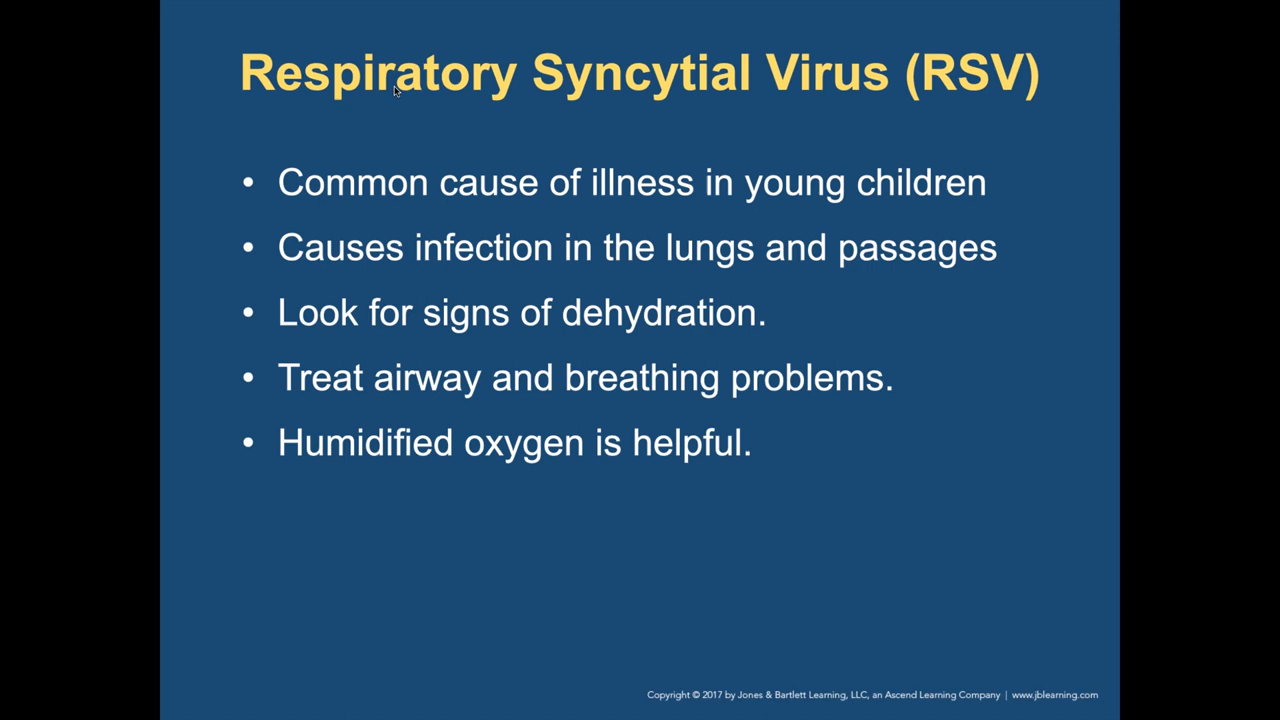 Respiratory Syncytial Virus (RSV)
• Common cause of illness in young children
• Causes infection in the lungs and passages
• Look for signs of dehydration.
• Treat airway and breathing problems.
• Humidified oxygen is helpful.
Copyright © 2017 by Jones & Bartlett Learning, LLC, an Ascend Learning Company | www.jblearning.com